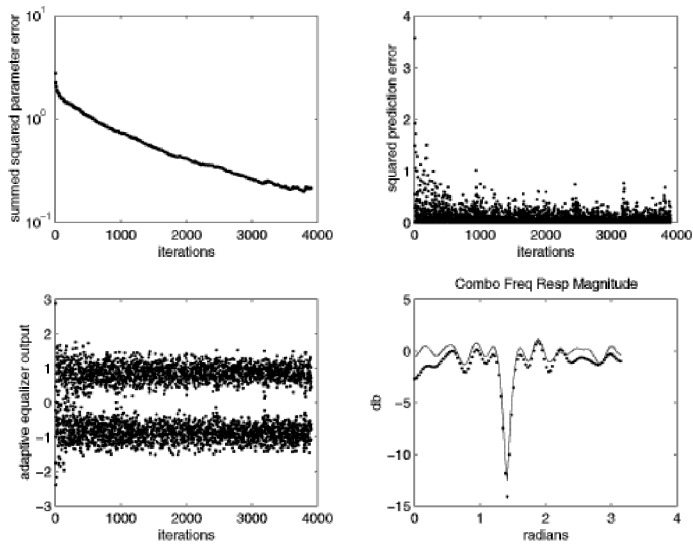 10^1
10^0
10^-1
summed squared parameter error
0 1000 2000 3000 4000
iterations
4
3
2
1
0
squared prediction error
0 1000 2000 3000 4000
iterations
3
2
1
0
−1
−2
−3
adaptive equalizer output
0 1000 2000 3000 4000
iterations
Combo Freq Resp Magnitude
5
0
−5
−10
−15
db
0 1 2 3 4
radians